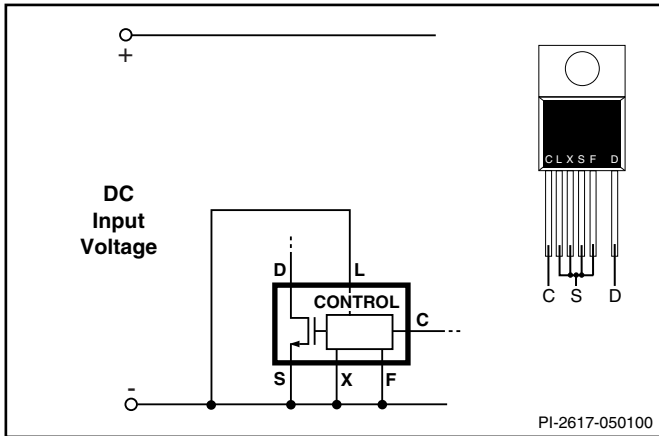 +
DC
Input
Voltage
D
L
CONTROL
C
S
X
F
-
C L X S F D
C S D
PI-2617-050100